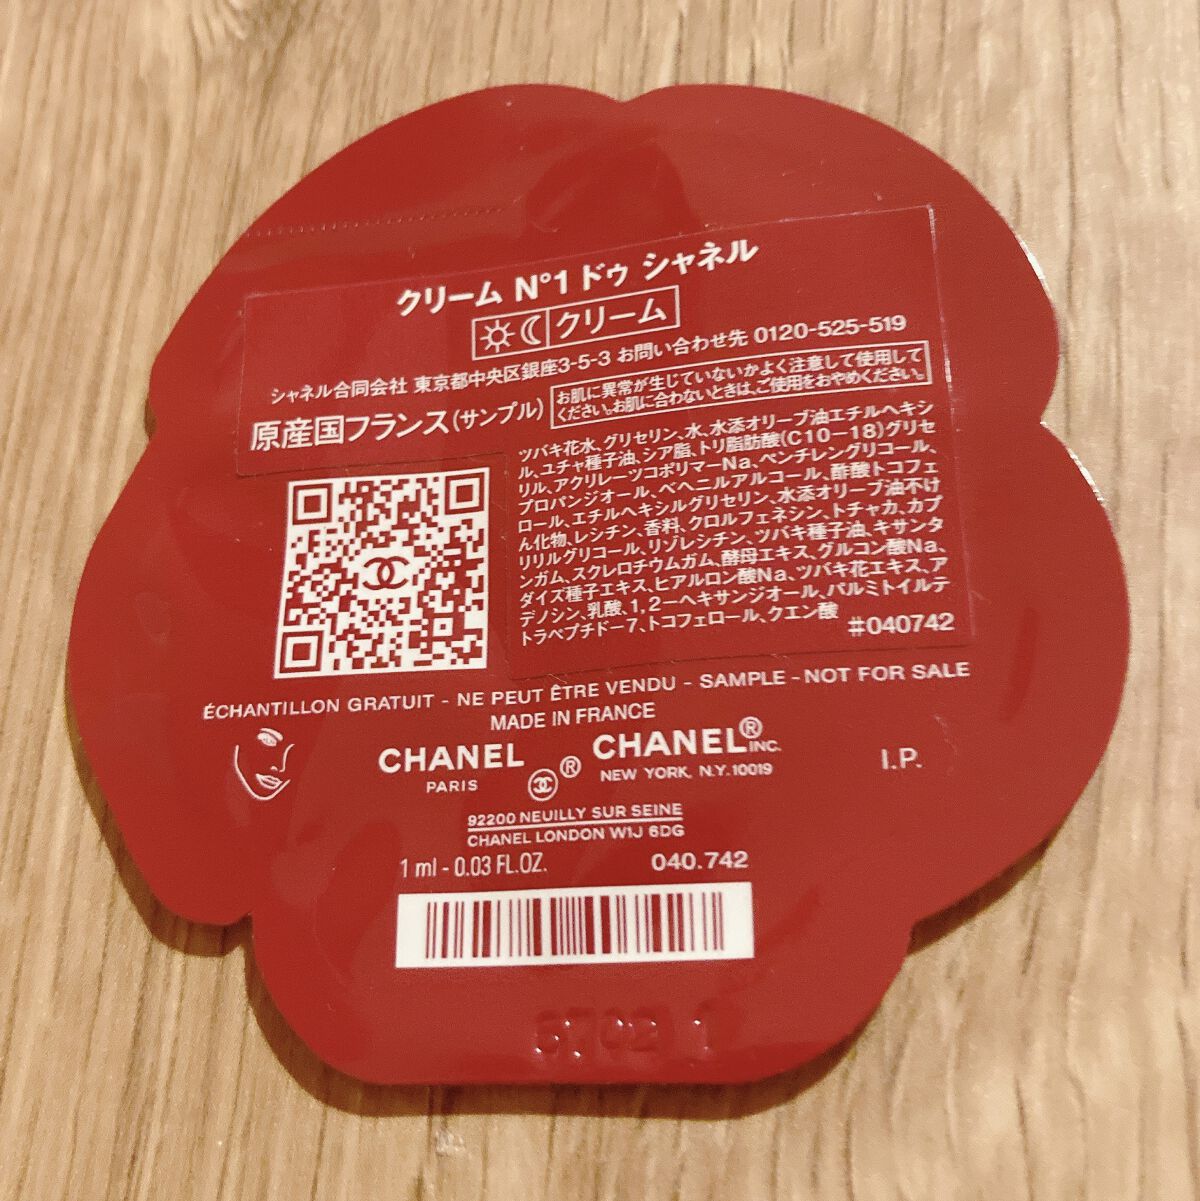 クリーム N°1 ドゥ シャネル
クリーム
シャネル合同会社 東京都中央区銀座3-5-3 お問い合わせ先 0120-525-519
原産国フランス(サンプル)
お肌に異常が生じていないかよく注意して使用して
ください。お肌に合わないときは、ご使用をおやめください。
ツバキ花水、グリセリン、水、水添オリーブ油エチルヘキシ
ル、ユチャ種子油、シア脂、トリ脂肪酸(C10-18)グリセ
リル、アクリレーツコポリマーNa、ペンチレングリコール、
プロパンジオール、ベヘニルアルコール、酢酸トコフェ
ロール、エチルヘキシルグリセリン、水添オリーブ油不け
ん化物、レシチン、香料、クロルフェネシン、トチャカ、カプ
リリルグリコール、リゾレシチン、ツバキ種子油、キサンタ
ンガム、スクレロチウムガム、酵母エキス、グルコン酸Na、
ダイズ種子エキス、ヒアルロン酸Na、ツバキ花エキス、ア
デノシン、乳酸、1,2-ヘキサンジオール、パルミトイルテ
トラペプチド-7、トコフェロール、クエン酸
#040742
ÉCHANTILLON GRATUIT - NE PEUT ÊTRE VENDU - SAMPLE - NOT FOR SALE
MADE IN FRANCE
CHANEL
PARIS
®
CHANEL® INC.
NEW YORK, N.Y. 10019
I.P.
92200 NEUILLY SUR SEINE
CHANEL LONDON W1J 6DG
1 ml - 0.03 FL.OZ.
040.742